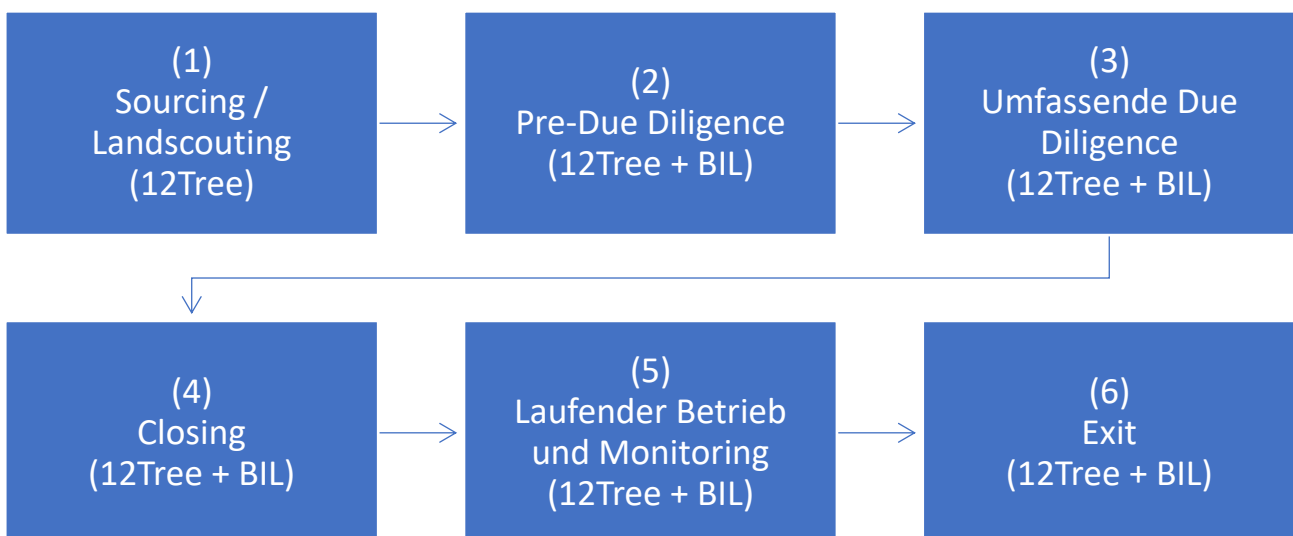 (1)
Sourcing /
Landscouting
(12Tree)
(2)
Pre-Due Diligence
(12Tree + BIL)
(3)
Umfassende Due
Diligence
(12Tree + BIL)
(4)
Closing
(12Tree + BIL)
(5)
Laufender Betrieb
und Monitoring
(12Tree + BIL)
(6)
Exit
(12Tree + BIL)